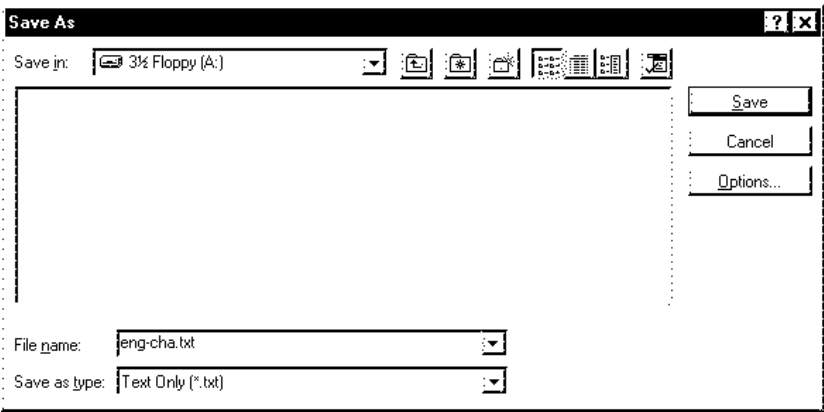 Save As
Save in: 3½ Floppy (A:)
Save
Cancel
Options...
File name: eng-cha.txt
Save as type: Text Only (*.txt)